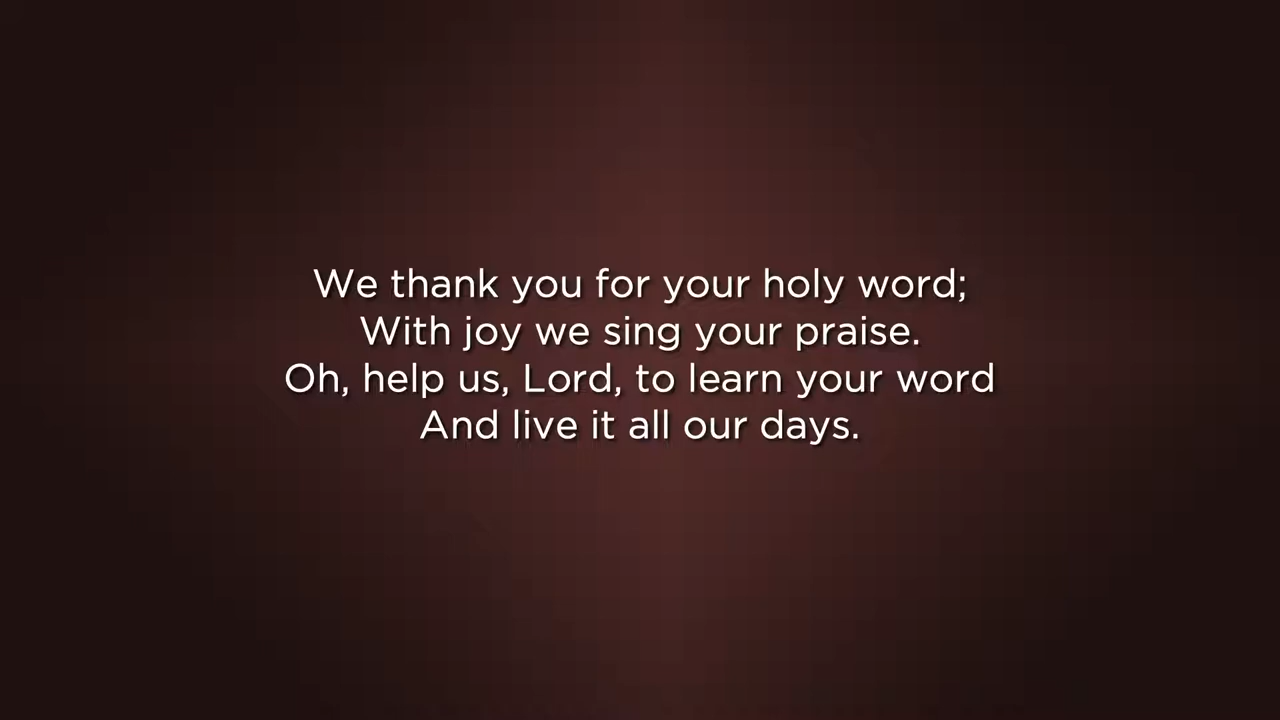 We thank you for your holy word;
With joy we sing your praise.
Oh, help us, Lord, to learn your word
And live it all our days.